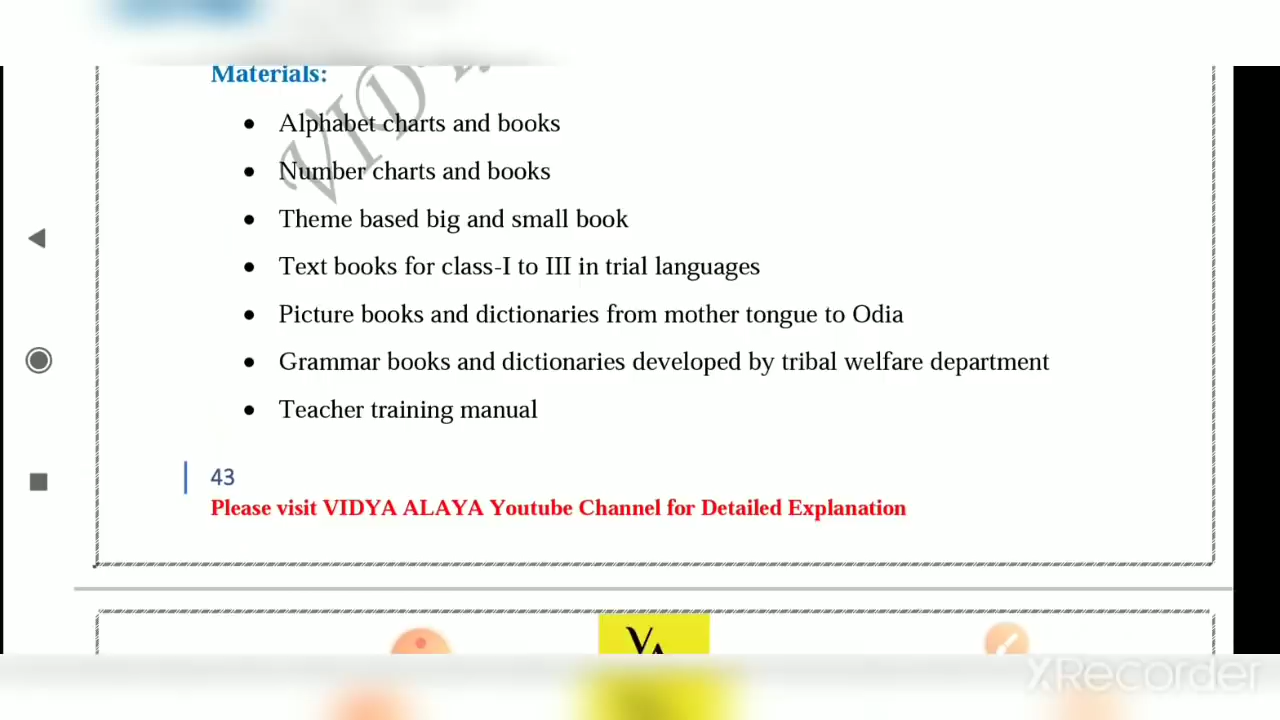 Materials:
• Alphabet charts and books
• Number charts and books
• Theme based big and small book
• Text books for class-I to III in trial languages
• Picture books and dictionaries from mother tongue to Odia
• Grammar books and dictionaries developed by tribal welfare department
• Teacher training manual
43
Please visit VIDYA ALAYA Youtube Channel for Detailed Explanation
VA
XRecorder